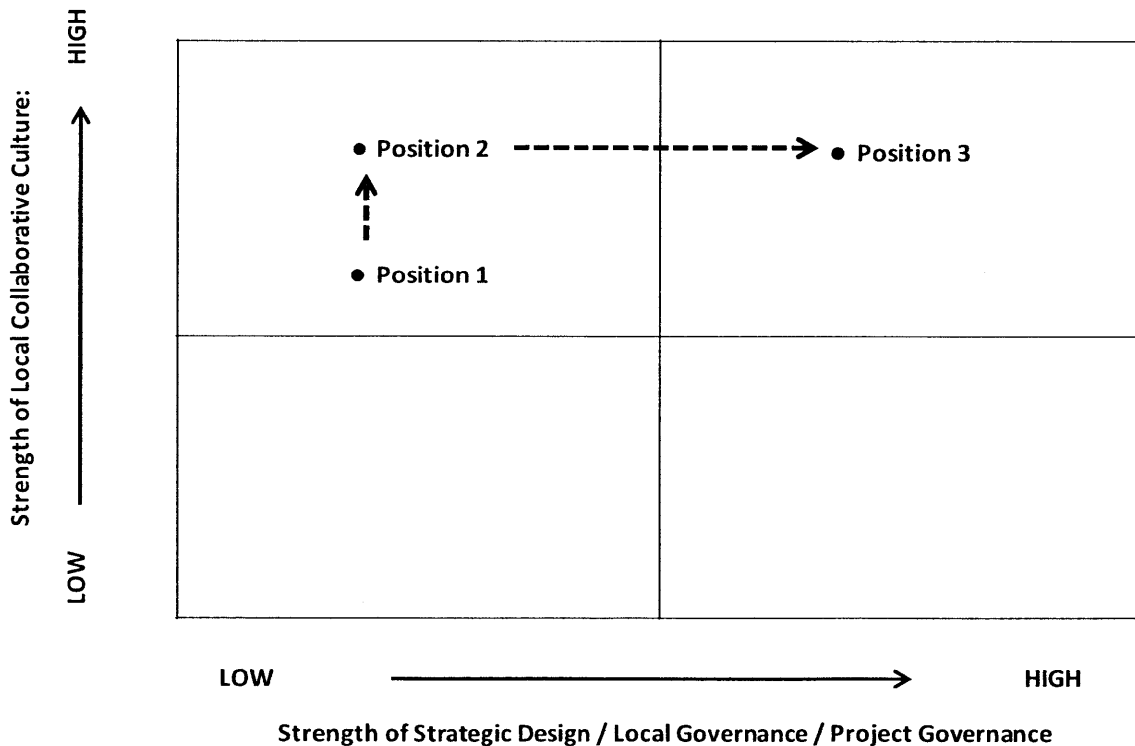 HIGH
Strength of Local Collaborative Culture:
LOW
Position 2
Position 3
Position 1
LOW
HIGH
Strength of Strategic Design / Local Governance / Project Governance